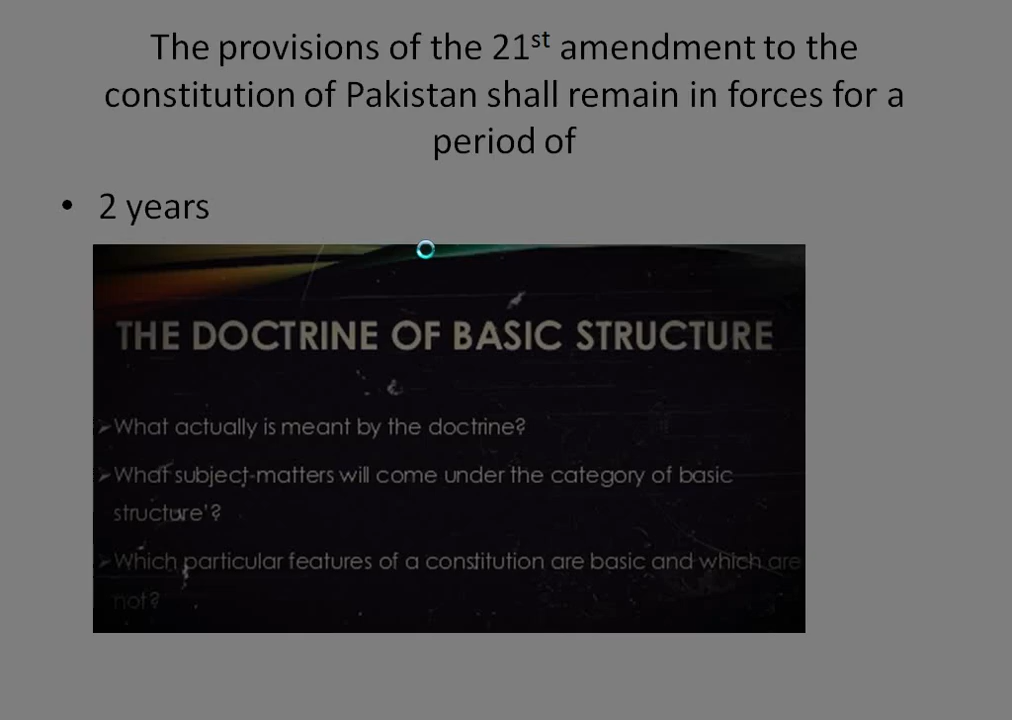 The provisions of the 21st amendment to the
constitution of Pakistan shall remain in forces for a
period of
• 2 years
THE DOCTRINE OF BASIC STRUCTURE
➢What actually is meant by the doctrine?
➢What subject-matters will come under the category of basic
structure'?
➢Which particular features of a constitution are basic and which are
not?